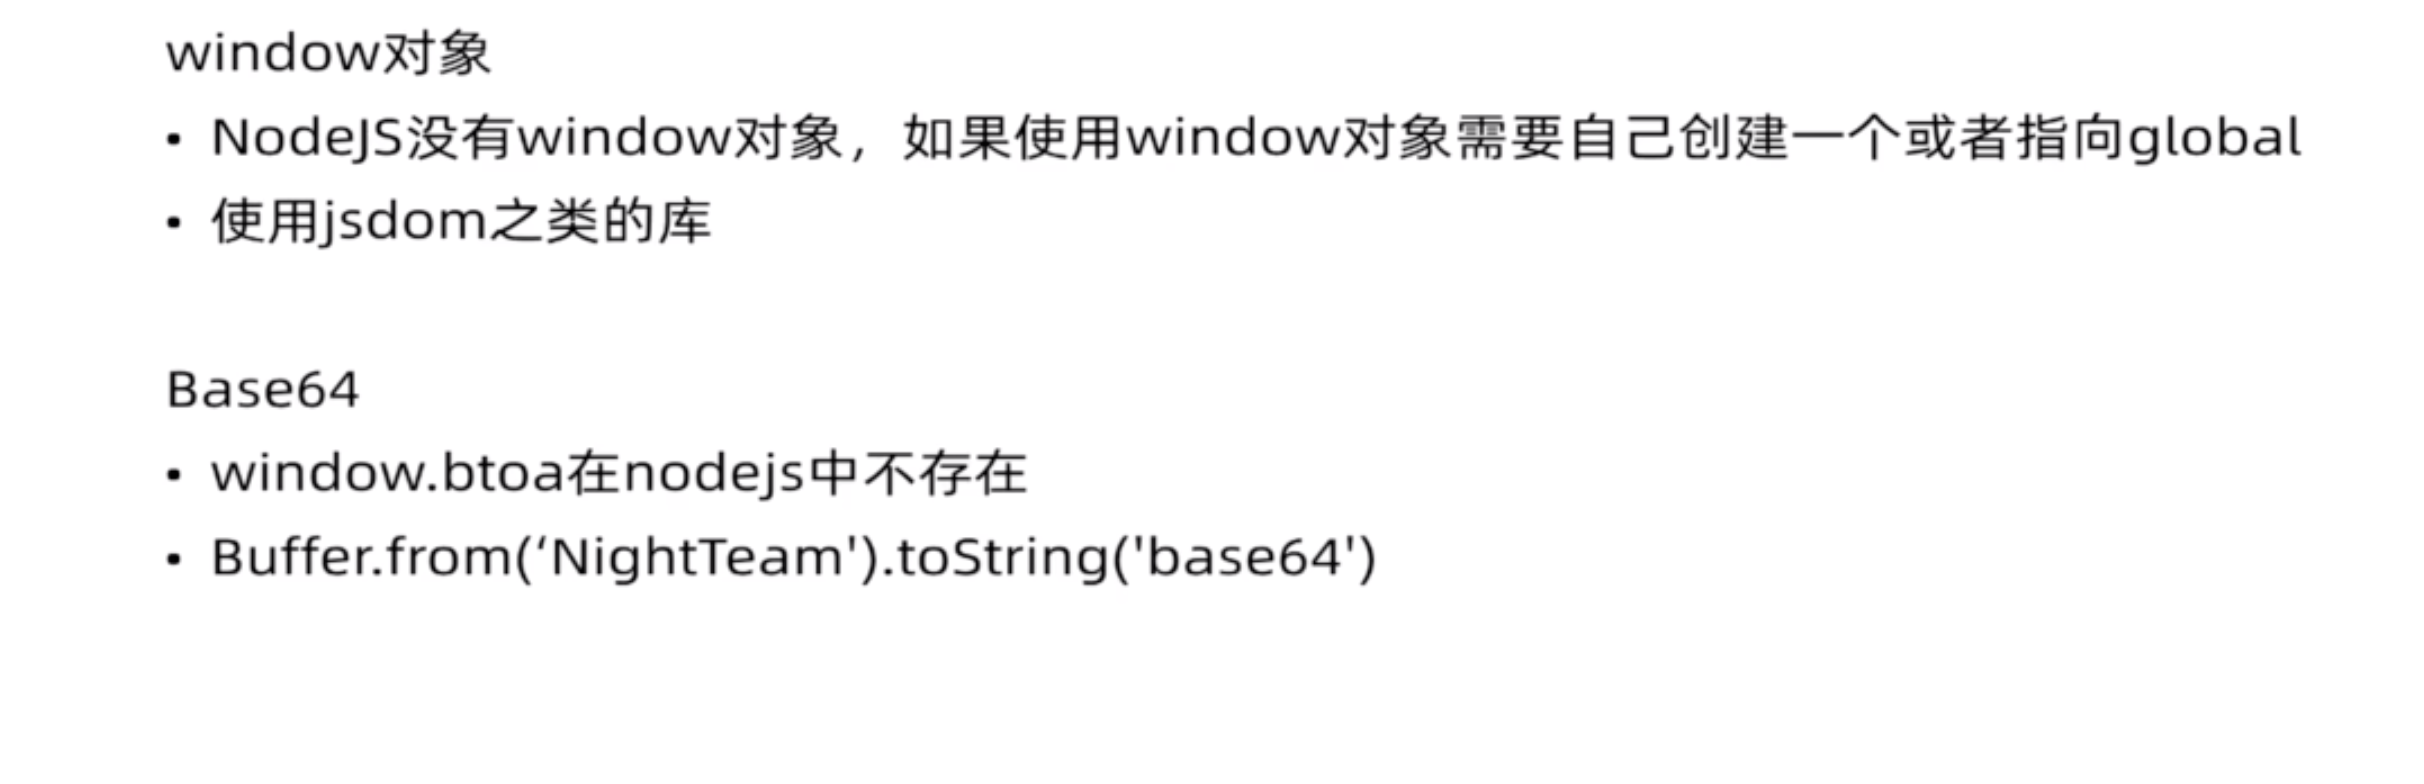 window对象
• NodeJS没有window对象，如果使用window对象需要自己创建一个或者指向global
• 使用jsdom之类的库
Base64
• window.btoa在nodejs中不存在
• Buffer.from(‘NightTeam').toString('base64')